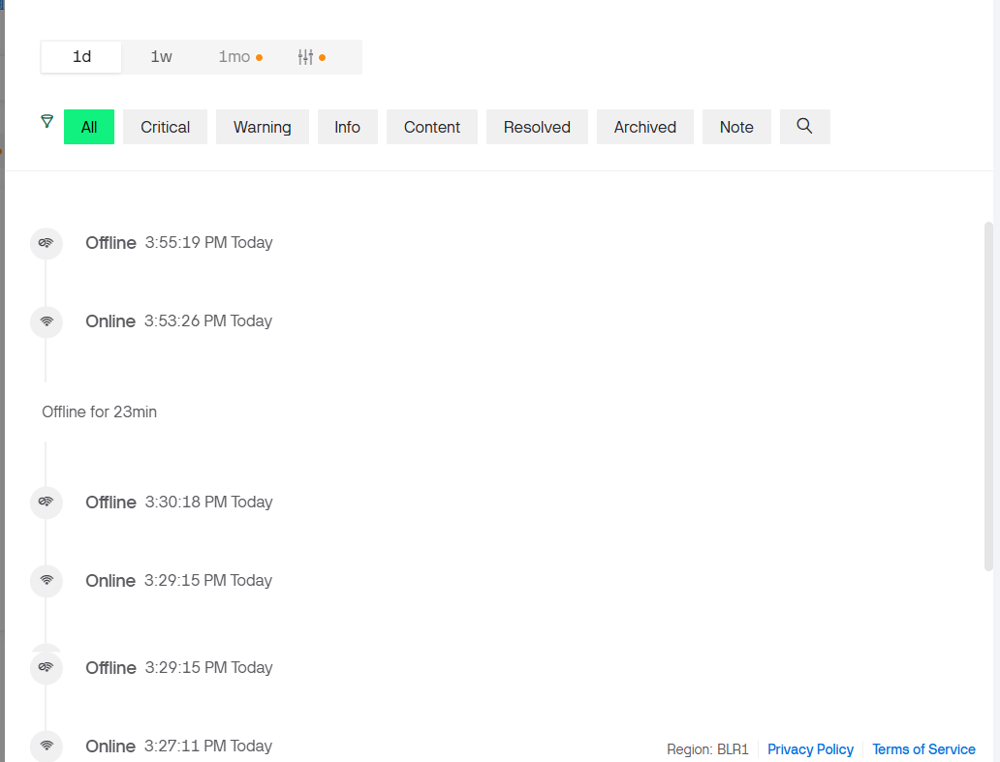 1d 1w 1mo
All Critical Warning Info Content Resolved Archived Note
Offline 3:55:19 PM Today
Online 3:53:26 PM Today
Offline for 23min
Offline 3:30:18 PM Today
Online 3:29:15 PM Today
Offline 3:29:15 PM Today
Online 3:27:11 PM Today
Region: BLR1 Privacy Policy Terms of Service